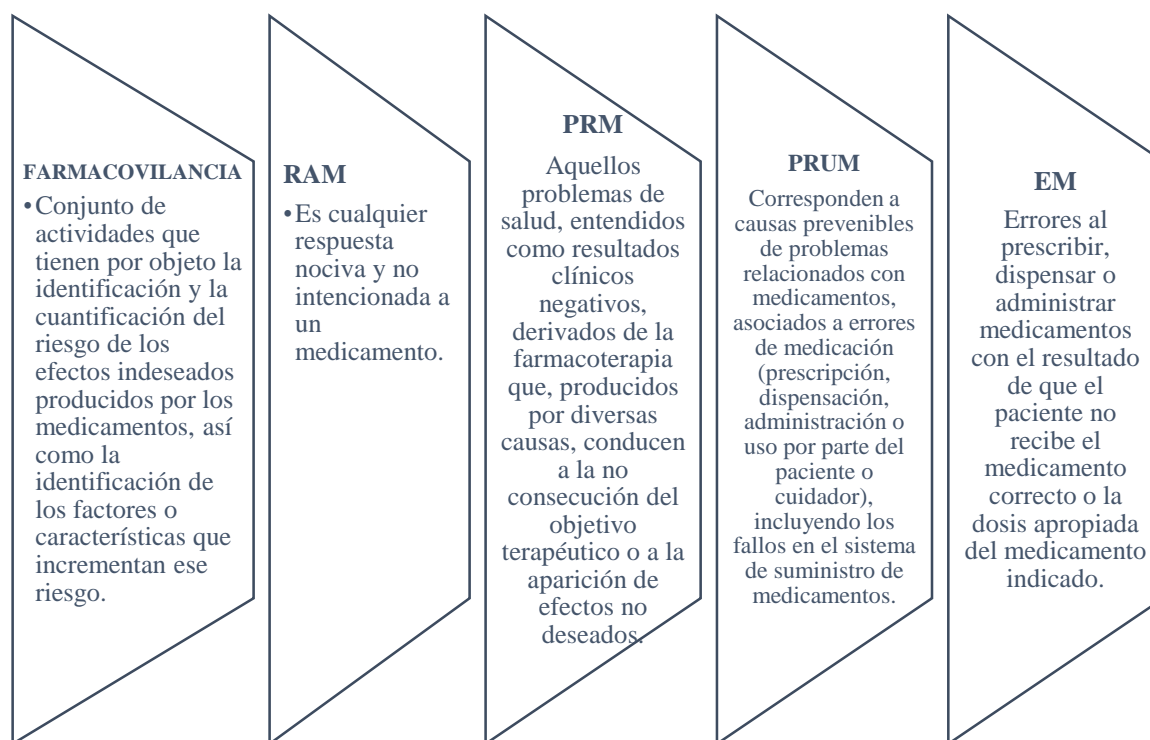 FARMACOVILANCIA
•Conjunto de
actividades que
tienen por objeto la
identificación y la
cuantificación del
riesgo de los
efectos indeseados
producidos por los
medicamentos, así
como la
identificación de
los factores o
características que
incrementan ese
riesgo.
RAM
•Es cualquier
respuesta
nociva y no
intencionada a
un
medicamento.
PRM
Aquellos
problemas de
salud, entendidos
como resultados
clínicos
negativos,
derivados de la
farmacoterapia
que, producidos
por diversas
causas, conducen
a la no
consecución del
objetivo
terapéutico o a la
aparición de
efectos no
deseados.
PRUM
Corresponden a
causas prevenibles
de problemas
relacionados con
medicamentos,
asociados a errores
de medicación
(prescripción,
dispensación,
administración o
uso por parte del
paciente o
cuidador),
incluyendo los
fallos en el sistema
de suministro de
medicamentos.
EM
Errores al
prescribir,
dispensar o
administrar
medicamentos
con el resultado
de que el
paciente no
recibe el
medicamento
correcto o la
dosis apropiada
del medicamento
indicado.